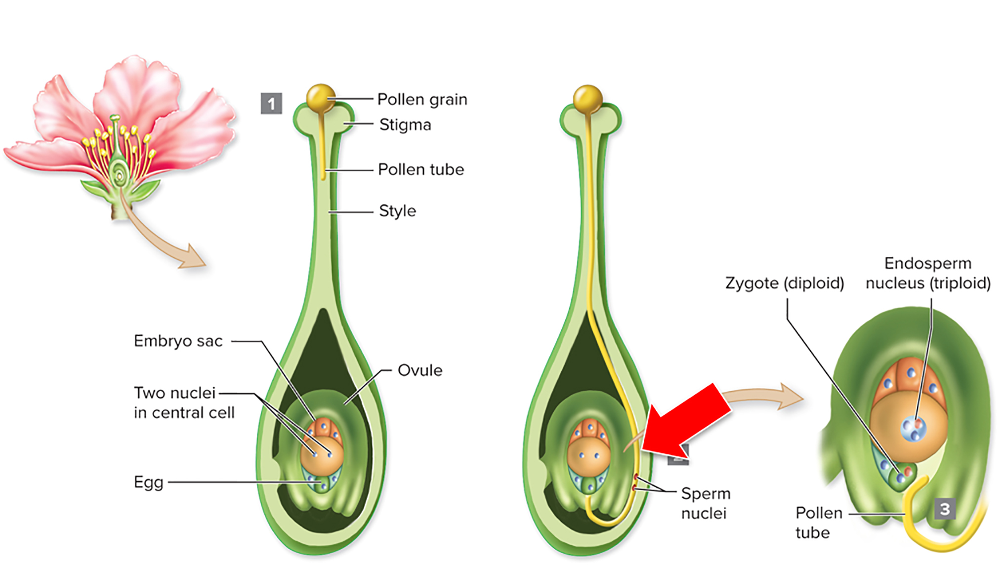 1
Pollen grain
Stigma
Pollen tube
Style
Embryo sac
Ovule
Two nuclei
in central cell
Egg
Sperm
nuclei
Zygote (diploid)
Endosperm
nucleus (triploid)
Pollen
tube
3